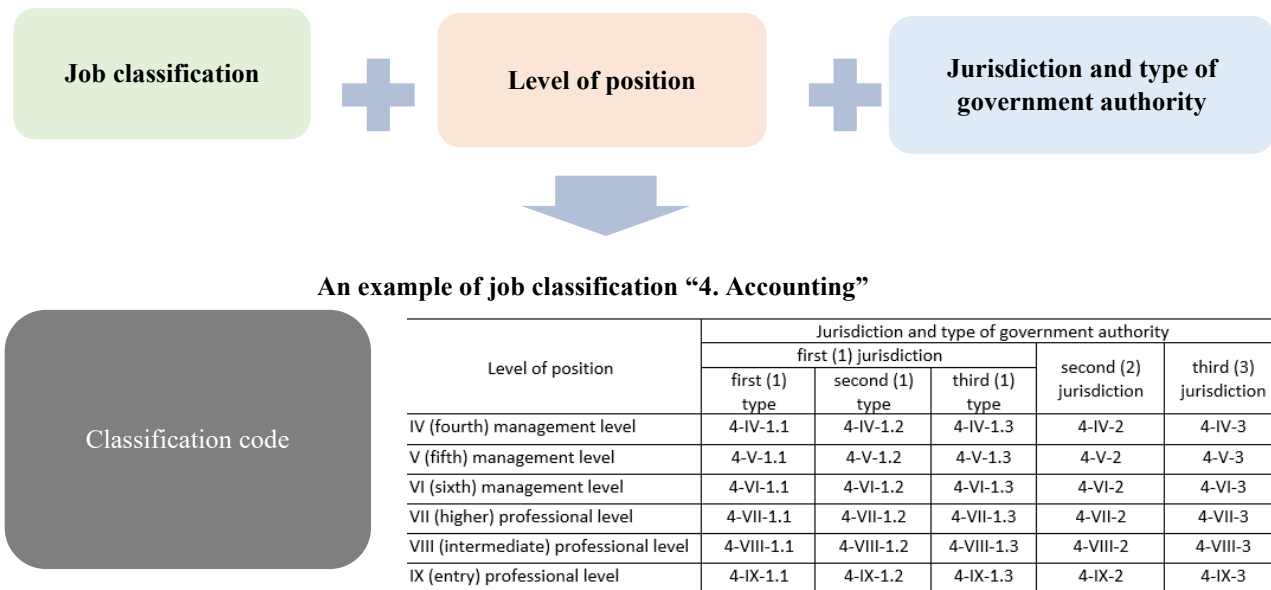 Job classification
Level of position
Jurisdiction and type of
government authority
An example of job classification “4. Accounting”
Classification code
Level of position
Jurisdiction and type of government authority
first (1) jurisdiction
second (2)
jurisdiction
third (3)
jurisdiction
first (1)
type
second (1)
type
third (1)
type
IV (fourth) management level 4-IV-1.1 4-IV-1.2 4-IV-1.3 4-IV-2 4-IV-3
V (fifth) management level 4-V-1.1 4-V-1.2 4-V-1.3 4-V-2 4-V-3
VI (sixth) management level 4-VI-1.1 4-VI-1.2 4-VI-1.3 4-VI-2 4-VI-3
VII (higher) professional level 4-VII-1.1 4-VII-1.2 4-VII-1.3 4-VII-2 4-VII-3
VIII (intermediate) professional level 4-VIII-1.1 4-VIII-1.2 4-VIII-1.3 4-VIII-2 4-VIII-3
IX (entry) professional level 4-IX-1.1 4-IX-1.2 4-IX-1.3 4-IX-2 4-IX-3